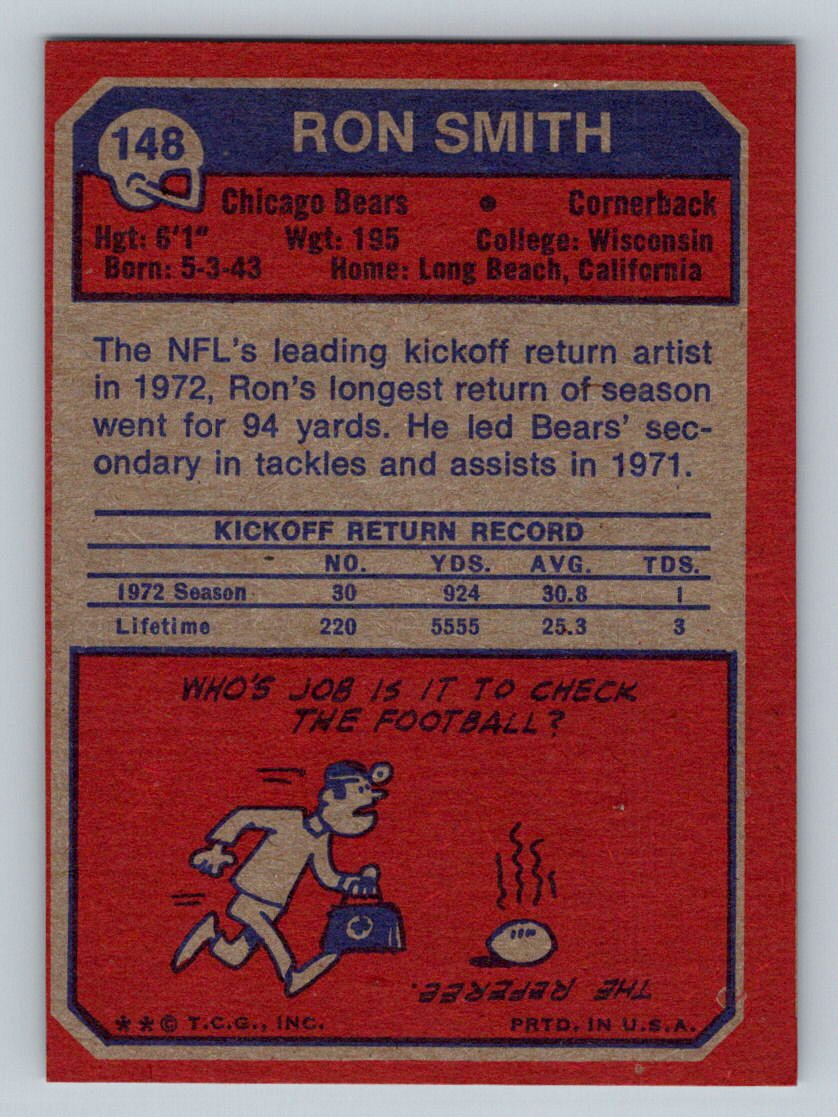 148
RON SMITH
Chicago Bears • Cornerback
Hgt: 6'1" Wgt: 195 College: Wisconsin
Born: 5-3-43 Home: Long Beach, California
The NFL's leading kickoff return artist
in 1972, Ron's longest return of season
went for 94 yards. He led Bears' sec-
ondary in tackles and assists in 1971.
KICKOFF RETURN RECORD
NO. YDS. AVG. TDS.
1972 Season 30 924 30.8 1
Lifetime 220 5555 25.3 3
WHO'S JOB IS IT TO CHECK
THE FOOTBALL?
THE REFEREE.
**© T.C.G., INC. PRTD. IN U.S.A.